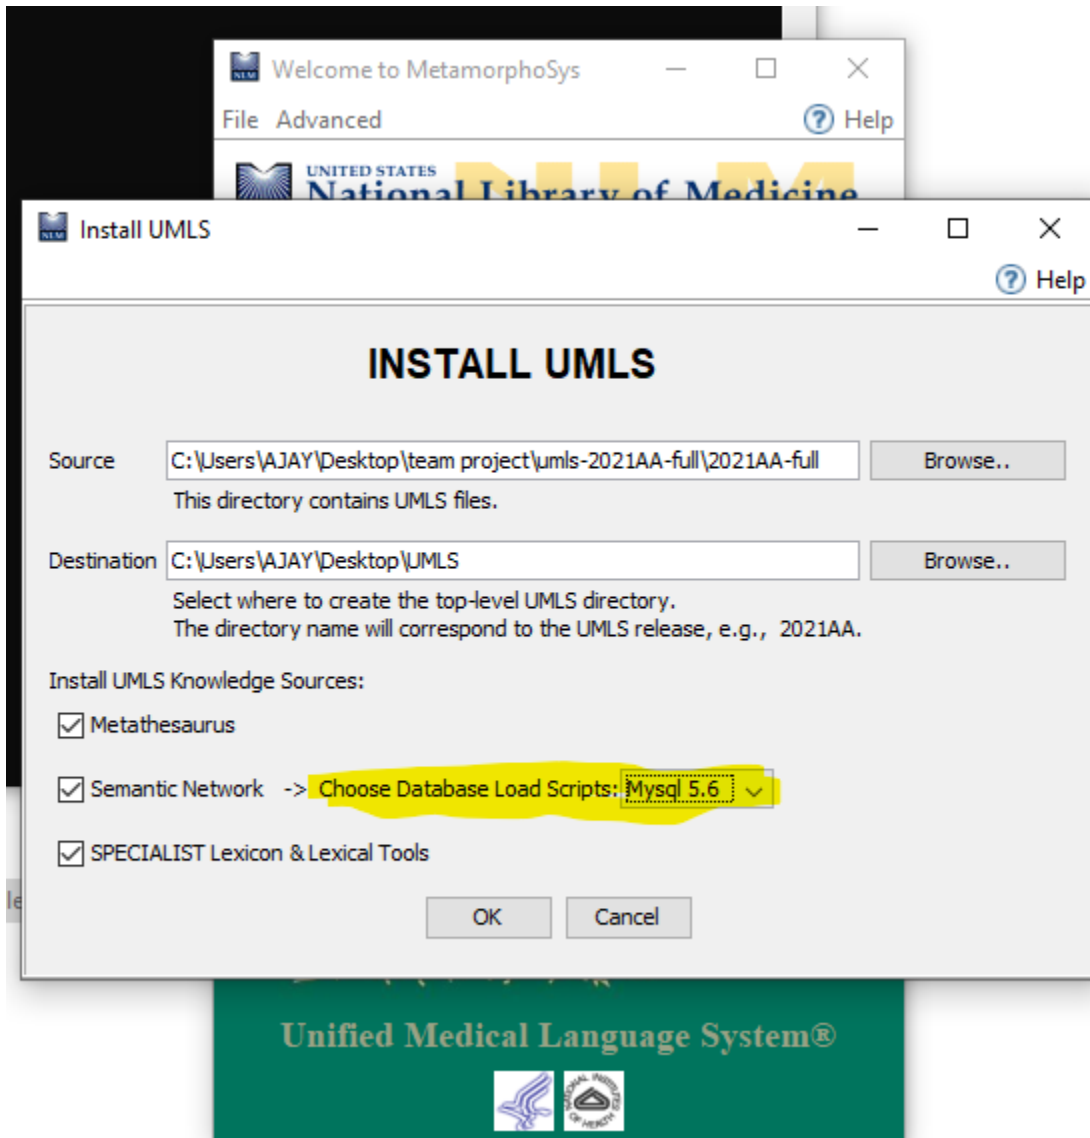 Welcome to MetamorphoSys
File Advanced
Help
UNITED STATES
National Library of Medicine
Install UMLS
Help
INSTALL UMLS
Source C:\Users\AJAY\Desktop\team project\umls-2021AA-full\2021AA-full Browse..
This directory contains UMLS files.
Destination C:\Users\AJAY\Desktop\UMLS Browse..
Select where to create the top-level UMLS directory.
The directory name will correspond to the UMLS release, e.g., 2021AA.
Install UMLS Knowledge Sources:
Metathesaurus
Semantic Network -> Choose Database Load Scripts: Mysql 5.6
SPECIALIST Lexicon & Lexical Tools
OK Cancel
Unified Medical Language System®